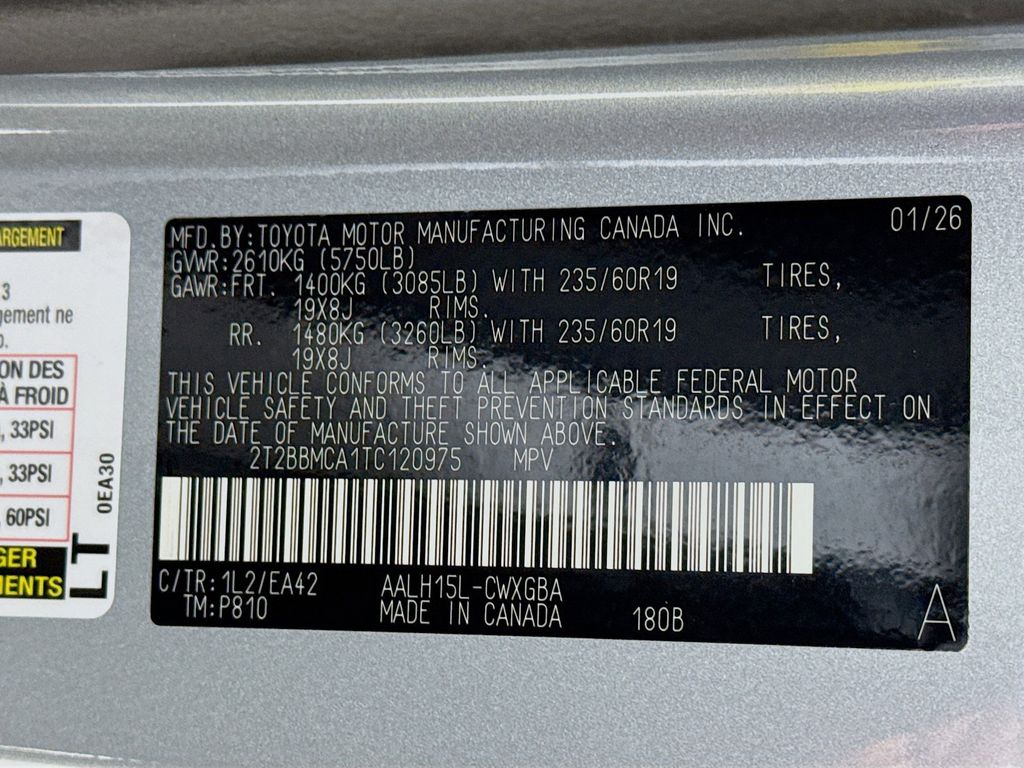 ARGEMENT
3
gement ne
ON DES
À FROID
, 33PSI
, 33PSI
, 60PSI
GER
MENTS
0EA30
LT
MFD.BY:TOYOTA MOTOR MANUFACTURING CANADA INC. 01/26
GVWR:2610KG (5750LB)
GAWR:FRT. 1400KG (3085LB) WITH 235/60R19 TIRES,
19X8J RIMS.
RR. 1480KG (3260LB) WITH 235/60R19 TIRES,
19X8J RIMS.
THIS VEHICLE CONFORMS TO ALL APPLICABLE FEDERAL MOTOR
VEHICLE SAFETY AND THEFT PREVENTION STANDARDS IN EFFECT ON
THE DATE OF MANUFACTURE SHOWN ABOVE.
2T2BBMCA1TC120975 MPV
C/TR:1L2/EA42 AALH15L-CWXGBA
TM:P810 MADE IN CANADA 180B A